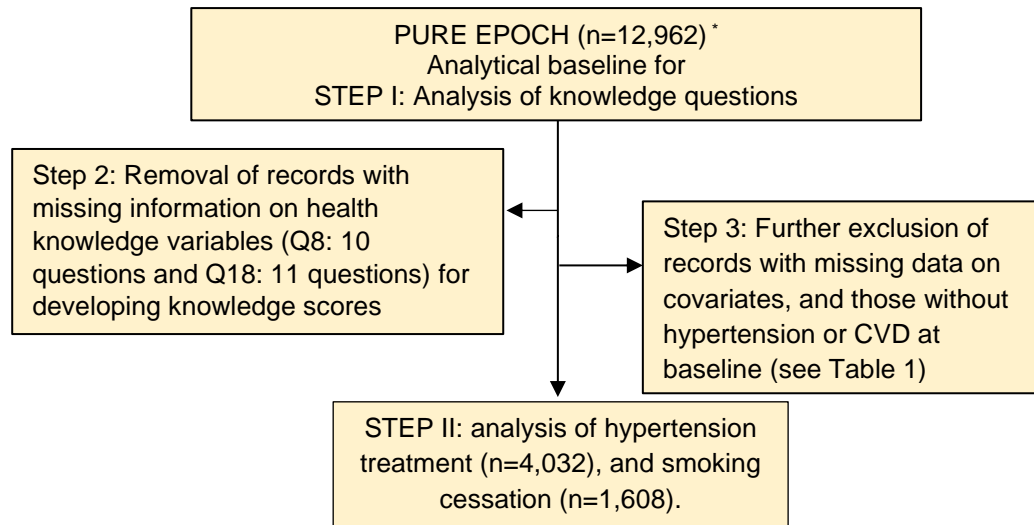 PURE EPOCH (n=12,962) *
Analytical baseline for
STEP I: Analysis of knowledge questions
Step 2: Removal of records with
missing information on health
knowledge variables (Q8: 10
questions and Q18: 11 questions) for
developing knowledge scores
Step 3: Further exclusion of
records with missing data on
covariates, and those without
hypertension or CVD at
baseline (see Table 1)
STEP II: analysis of hypertension
treatment (n=4,032), and smoking
cessation (n=1,608).